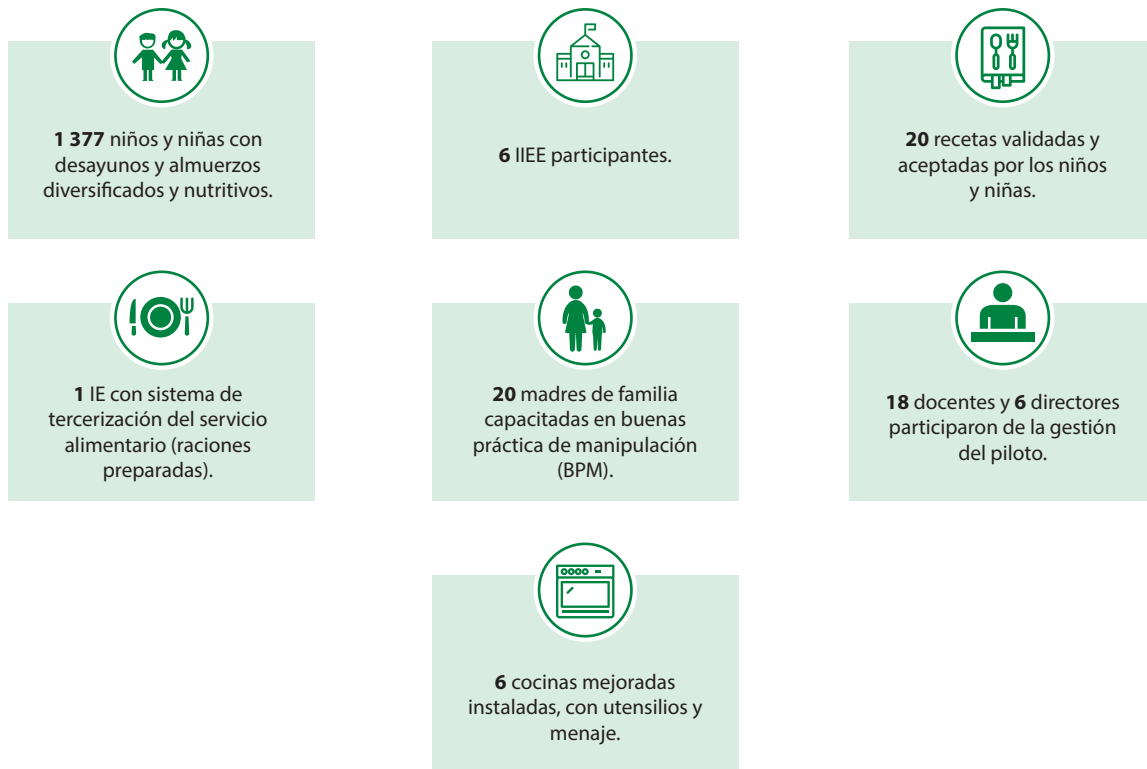 1 377 niños y niñas con
desayunos y almuerzos
diversificados y nutritivos.
6 IIEE participantes.
20 recetas validadas y
aceptadas por los niños
y niñas.
1 IE con sistema de
tercerización del servicio
alimentario (raciones
preparadas).
20 madres de familia
capacitadas en buenas
práctica de manipulación
(BPM).
18 docentes y 6 directores
participaron de la gestión
del piloto.
6 cocinas mejoradas
instaladas, con utensilios y
menaje.